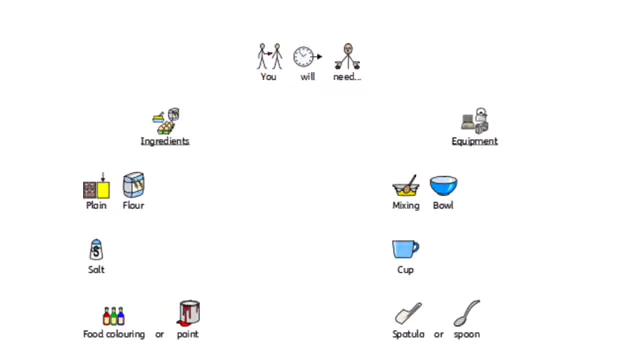 You will need...
Ingredients
Equipment
Plain Flour
Mixing Bowl
Salt
Cup
Food colouring or paint
Spatula or spoon